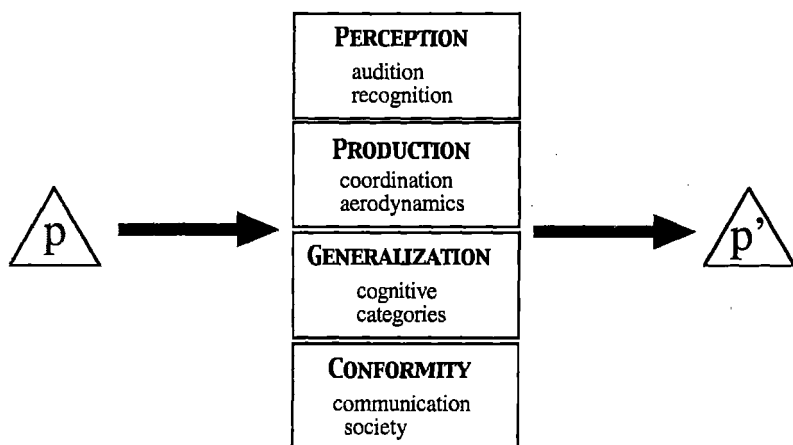 PERCEPTION
audition
recognition
PRODUCTION
coordination
aerodynamics
p
p'
GENERALIZATION
cognitive
categories
CONFORMITY
communication
society